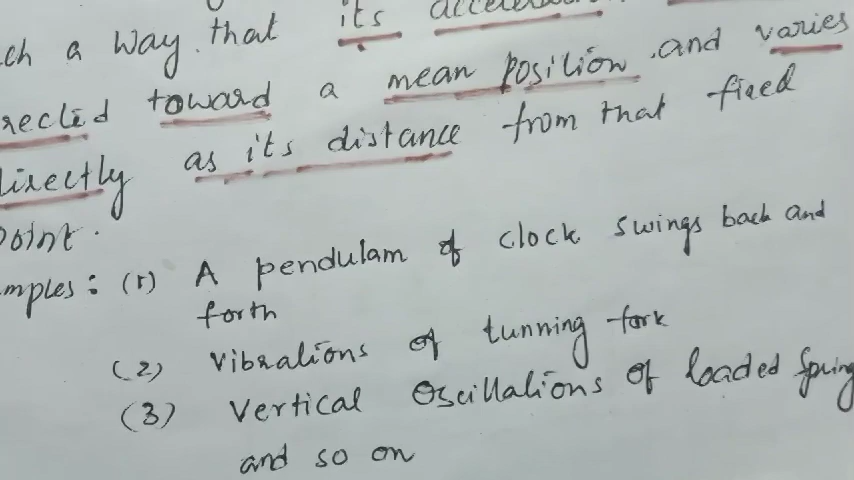 ch a way that its acceleration
rected toward a mean position and varies
directly as its distance from that fixed
point.
mples: (1) A pendulam of clock swings back and
forth
(2) Vibrations of tunning fork
(3) Vertical Oscillations of loaded spring
and so on